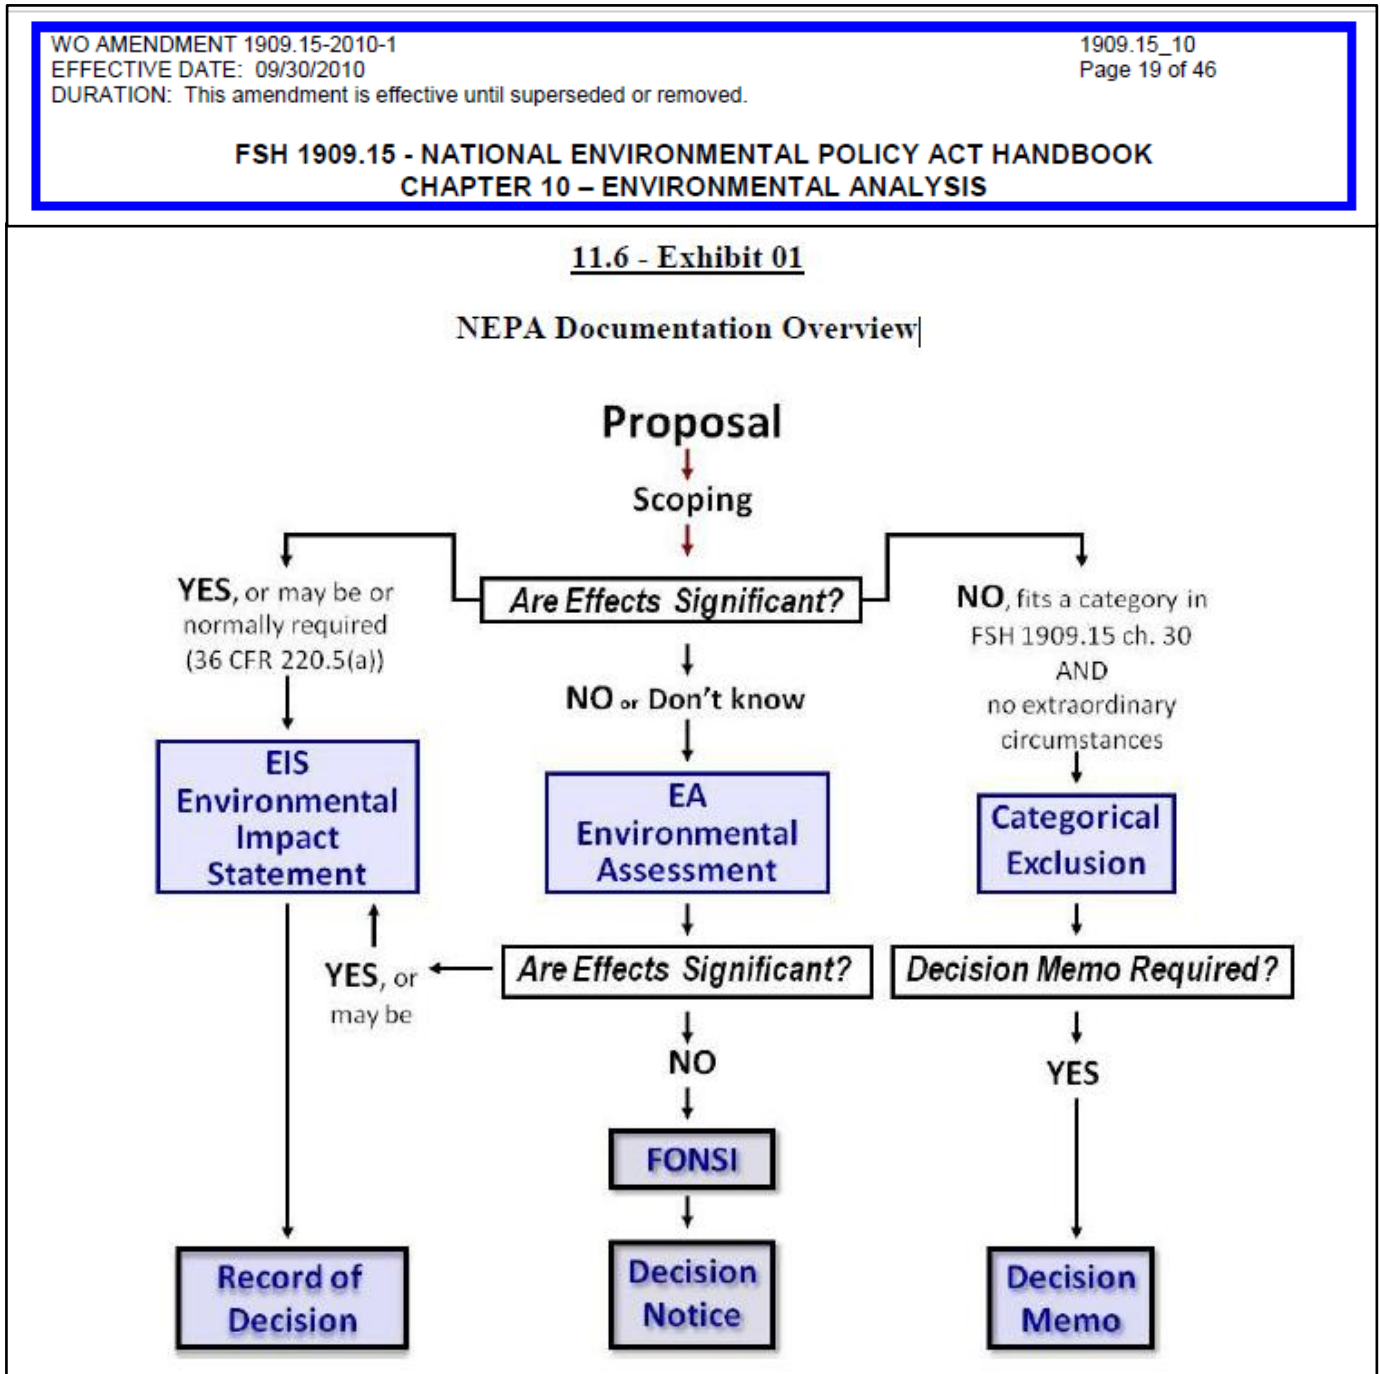 WO AMENDMENT 1909.15-2010-1
EFFECTIVE DATE:  09/30/2010
DURATION:  This amendment is effective until superseded or removed.
1909.15_10
Page 19 of 46
FSH 1909.15 - NATIONAL ENVIRONMENTAL POLICY ACT HANDBOOK
CHAPTER 10 – ENVIRONMENTAL ANALYSIS
11.6 - Exhibit 01
NEPA Documentation Overview
Proposal
Scoping
Are Effects Significant?
YES, or may be or
normally required
(36 CFR 220.5(a))
NO or Don't know
NO, fits a category in
FSH 1909.15 ch. 30
AND
no extraordinary
circumstances
EIS
Environmental
Impact
Statement
EA
Environmental
Assessment
Categorical
Exclusion
YES, or
may be
Are Effects Significant?
Decision Memo Required?
NO
YES
FONSI
Record of
Decision
Decision
Notice
Decision
Memo